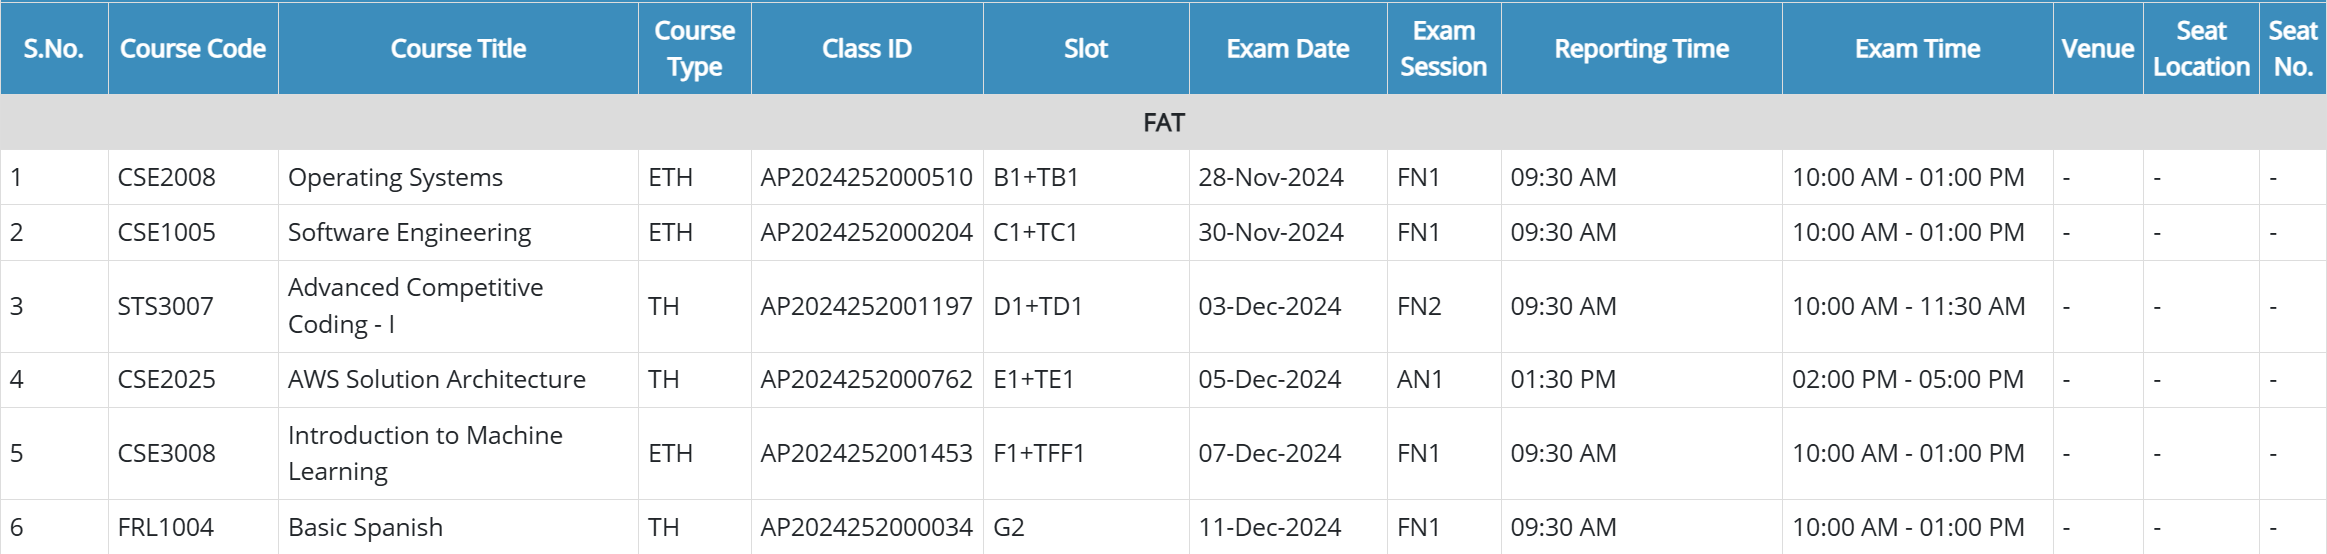 S.No. Course Code Course Title Course Type Class ID Slot Exam Date Exam Session Reporting Time Exam Time Venue Seat Location Seat No.
FAT
1 CSE2008 Operating Systems ETH AP2024252000510 B1+TB1 28-Nov-2024 FN1 09:30 AM 10:00 AM - 01:00 PM - - -
2 CSE1005 Software Engineering ETH AP2024252000204 C1+TC1 30-Nov-2024 FN1 09:30 AM 10:00 AM - 01:00 PM - - -
3 STS3007 Advanced Competitive Coding - I TH AP2024252001197 D1+TD1 03-Dec-2024 FN2 09:30 AM 10:00 AM - 11:30 AM - - -
4 CSE2025 AWS Solution Architecture TH AP2024252000762 E1+TE1 05-Dec-2024 AN1 01:30 PM 02:00 PM - 05:00 PM - - -
5 CSE3008 Introduction to Machine Learning ETH AP2024252001453 F1+TFF1 07-Dec-2024 FN1 09:30 AM 10:00 AM - 01:00 PM - - -
6 FRL1004 Basic Spanish TH AP2024252000034 G2 11-Dec-2024 FN1 09:30 AM 10:00 AM - 01:00 PM - - -